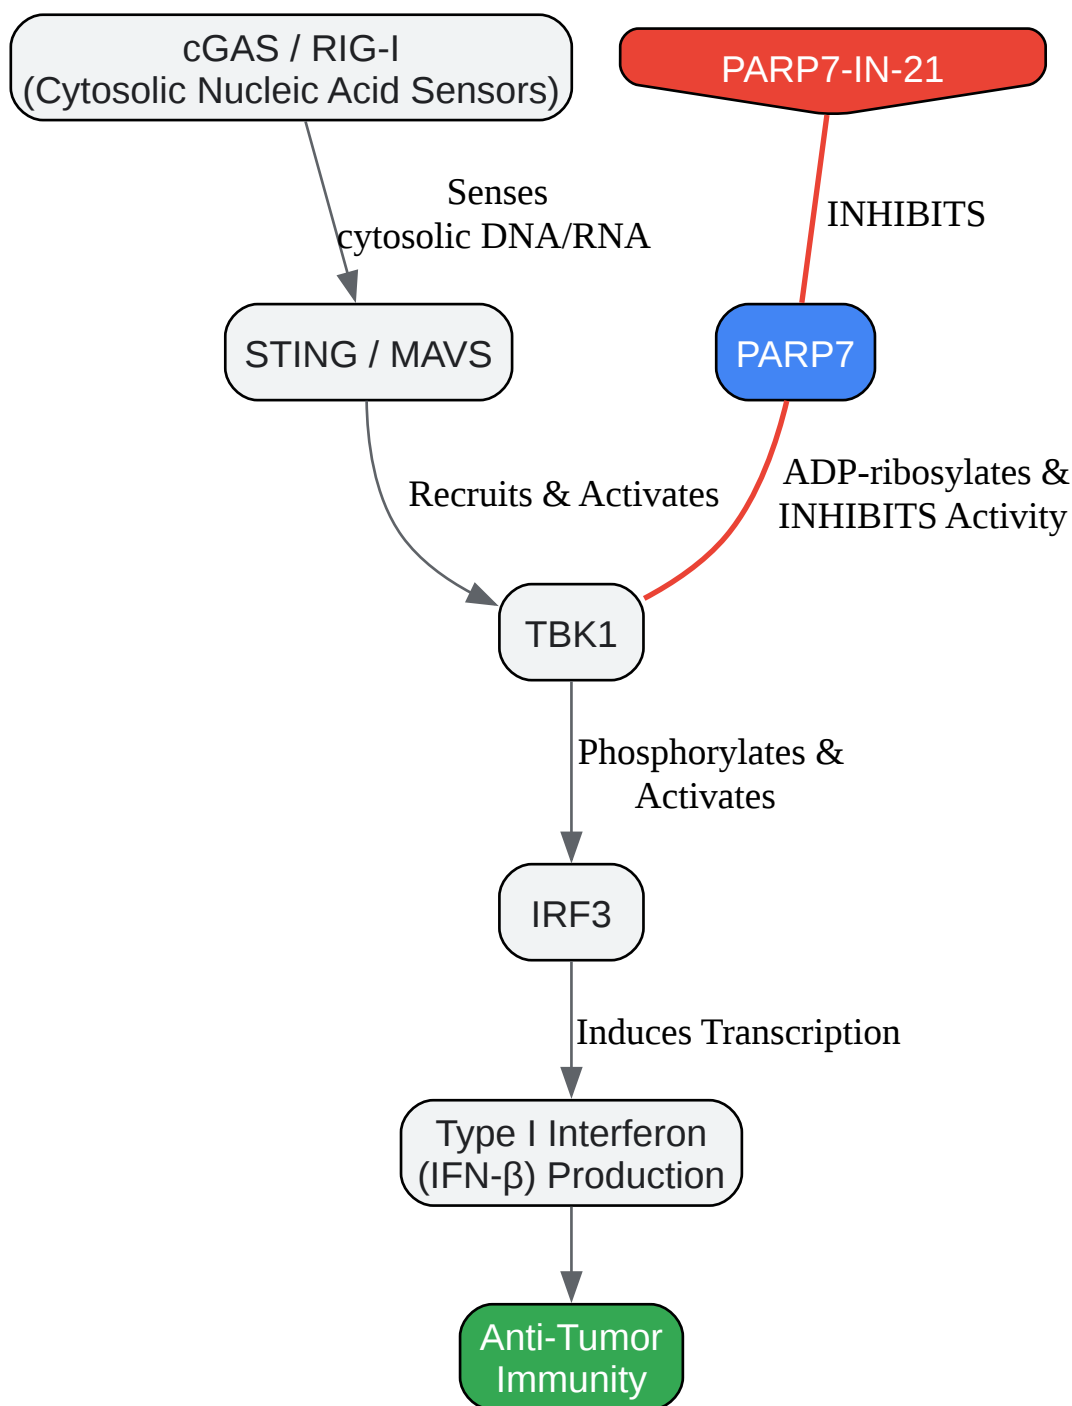 cGAS / RIG-I
(Cytosolic Nucleic Acid Sensors)
PARP7-IN-21
Senses
cytosolic DNA/RNA
INHIBITS
STING / MAVS
PARP7
Recruits & Activates
ADP-ribosylates &
INHIBITS Activity
TBK1
Phosphorylates &
Activates
IRF3
Induces Transcription
Type I Interferon
(IFN-β) Production
Anti-Tumor
Immunity